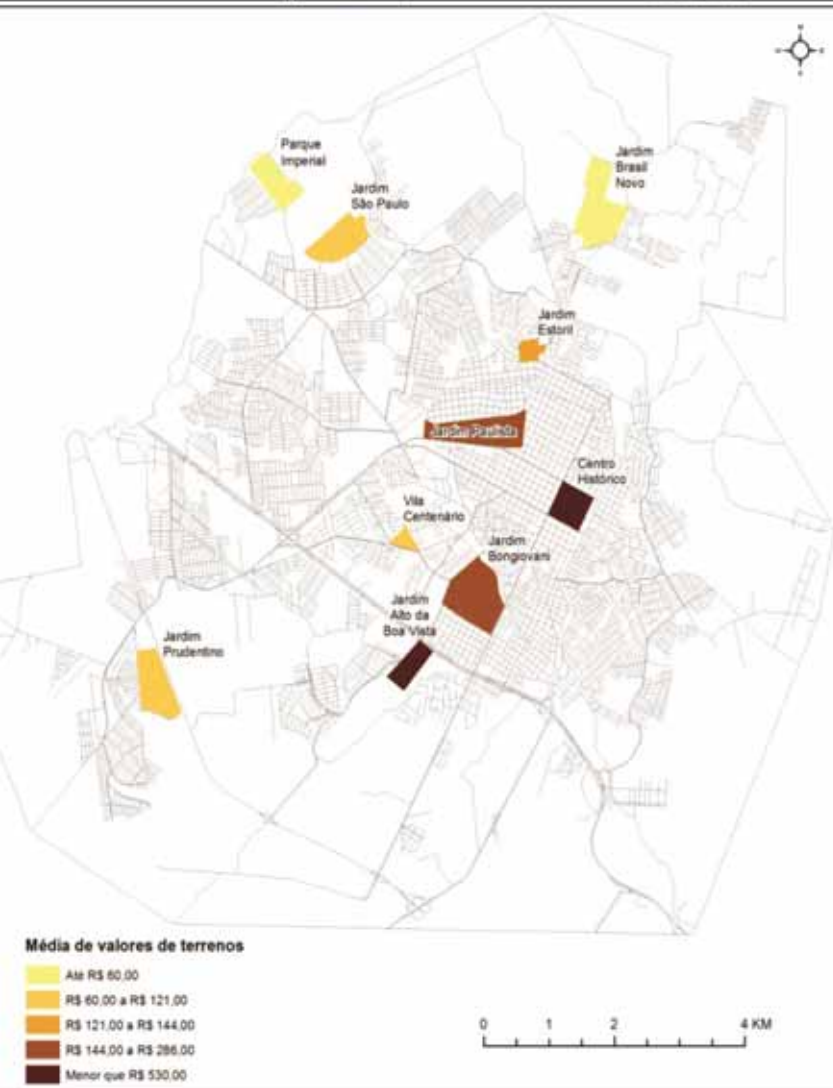 Parque
Imperial
Jardim
São Paulo
Jardim
Brasil
Novo
Jardim
Estoril
Jardim Paulista
Centro
Histórico
Vila
Centenário
Jardim
Bongiovani
Jardim
Alto da
Boa Vista
Jardim
Prudentino
Média de valores de terrenos
Até R$ 60,00
R$ 60,00 a R$ 121,00
R$ 121,00 a R$ 144,00
R$ 144,00 a R$ 286,00
Menor que R$ 530,00
0 1 2 4 KM